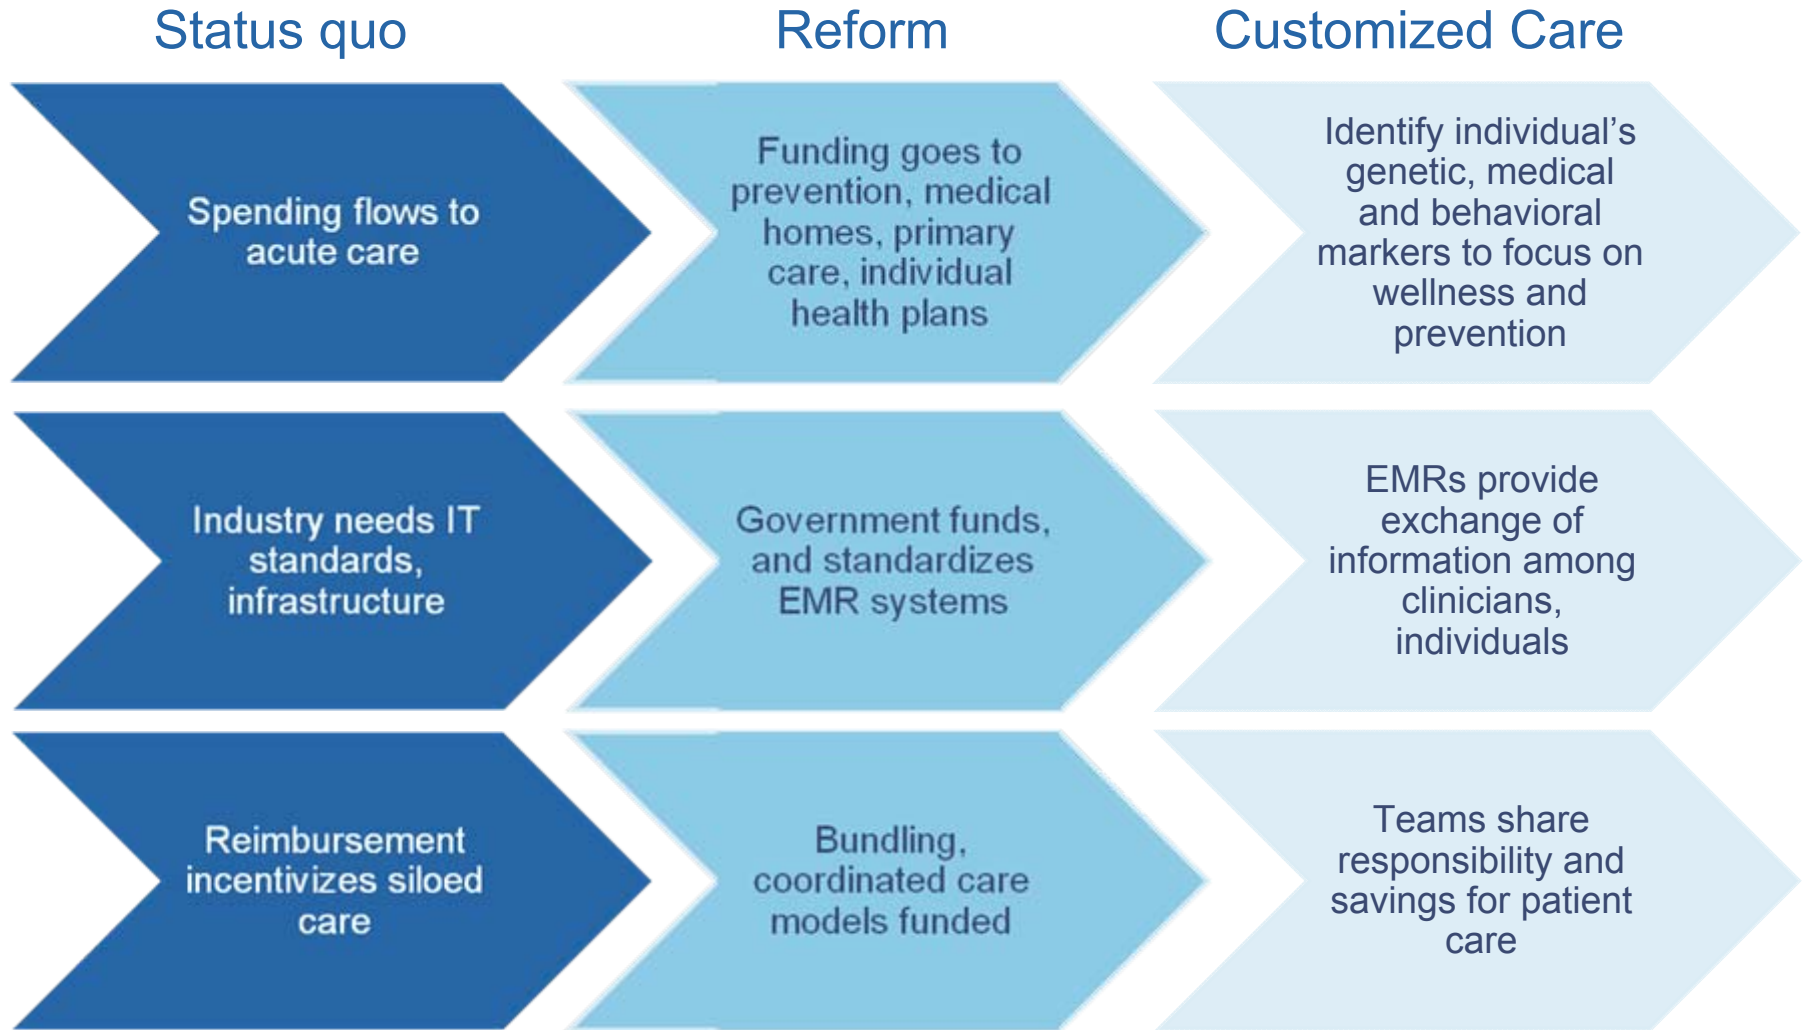 Status quo
Reform
Customized Care
Spending flows to
acute care
Funding goes to
prevention, medical
homes, primary
care, individual
health plans
Identify individual’s
genetic, medical
and behavioral
markers to focus on
wellness and
prevention
Industry needs IT
standards,
infrastructure
Government funds,
and standardizes
EMR systems
EMRs provide
exchange of
information among
clinicians,
individuals
Reimbursement
incentivizes siloed
care
Bundling,
coordinated care
models funded
Teams share
responsibility and
savings for patient
care